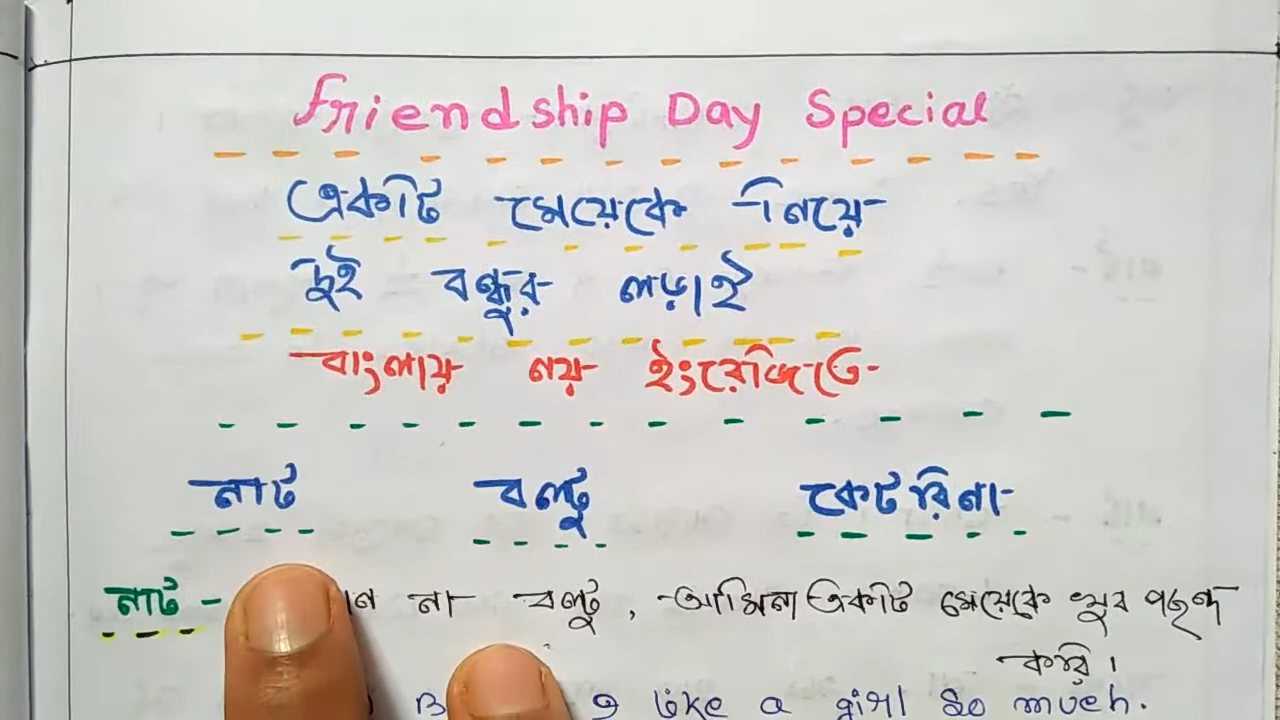 Friendship Day Special
একটি মেয়েকে নিয়ে
দুই বন্ধুর লড়াই
বাংলায় নয় ইংরেজিতে
নাট বল্টু কেটরিনা
নাট - না বল্টু, আমিনা একটি মেয়েকে খুব পছন্দ
করি।
I like a girl so much.